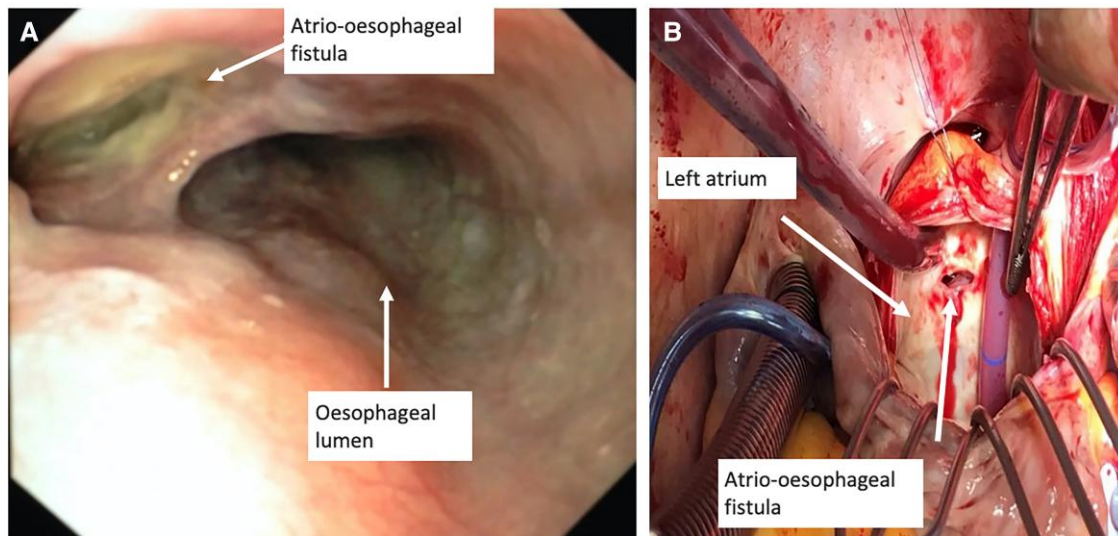 A
Atrio-oesophageal
fistula
Oesophageal
lumen
B
Left atrium
Atrio-oesophageal
fistula